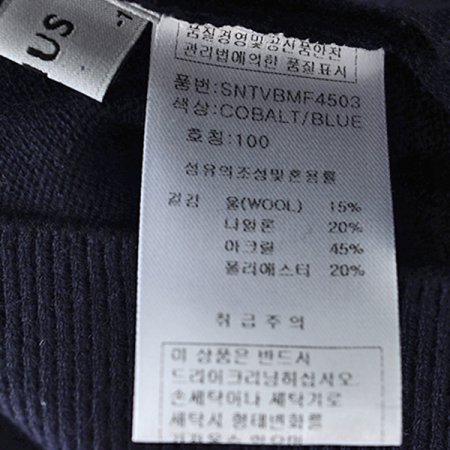 US
품질경영및공산품안전
관리법에의한 품질표시
품번:SNTVBMF4503
색상:COBALT/BLUE
호칭:100
섬유의조성및혼용률
겉감 울(WOOL) 15%
나일론 20%
아크릴 45%
폴리에스터 20%
취급주의
이 상품은 반드시
드라이크리닝하십시오.
손세탁이나 세탁기로
세탁시 형태변화를